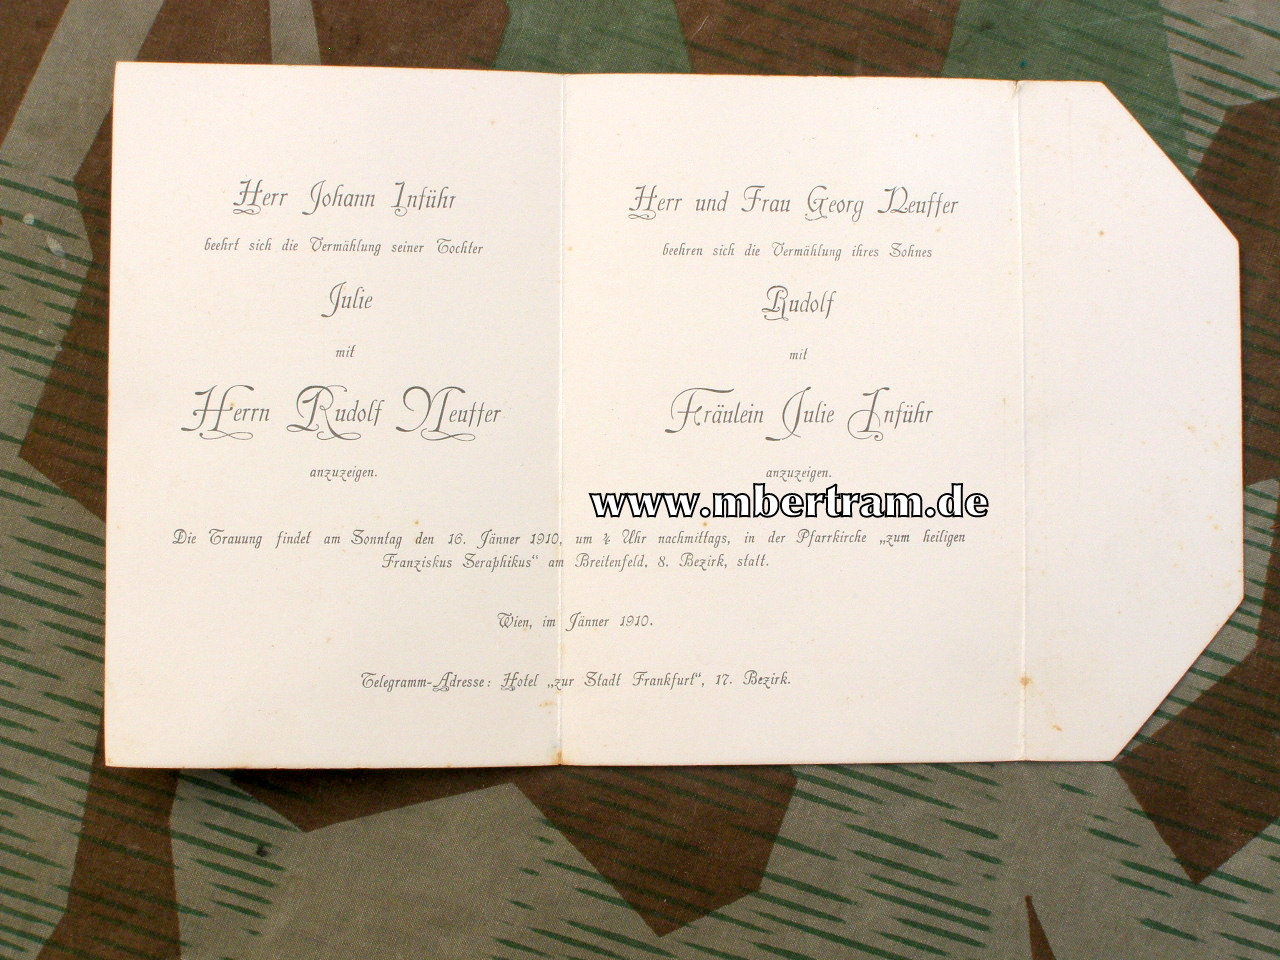 Herr Johann Inführ
beehrt sich die Vermählung seiner Tochter
Julie
mit
Herrn Rudolf Neuffer
anzuzeigen.
Herr und Frau Georg Neuffer
beehren sich die Vermählung ihres Sohnes
Rudolf
mit
Fräulein Julie Inführ
anzuzeigen.
www.mbertram.de
Die Trauung findet am Sonntag den 16. Jänner 1910, um 4 Uhr nachmittags, in der Pfarrkirche „zum heiligen
Franziskus Seraphikus“ am Breitenfeld, 8. Bezirk, statt.
Wien, im Jänner 1910.
Telegramm-Adresse: Hotel „zur Stadt Frankfurt“, 17. Bezirk.